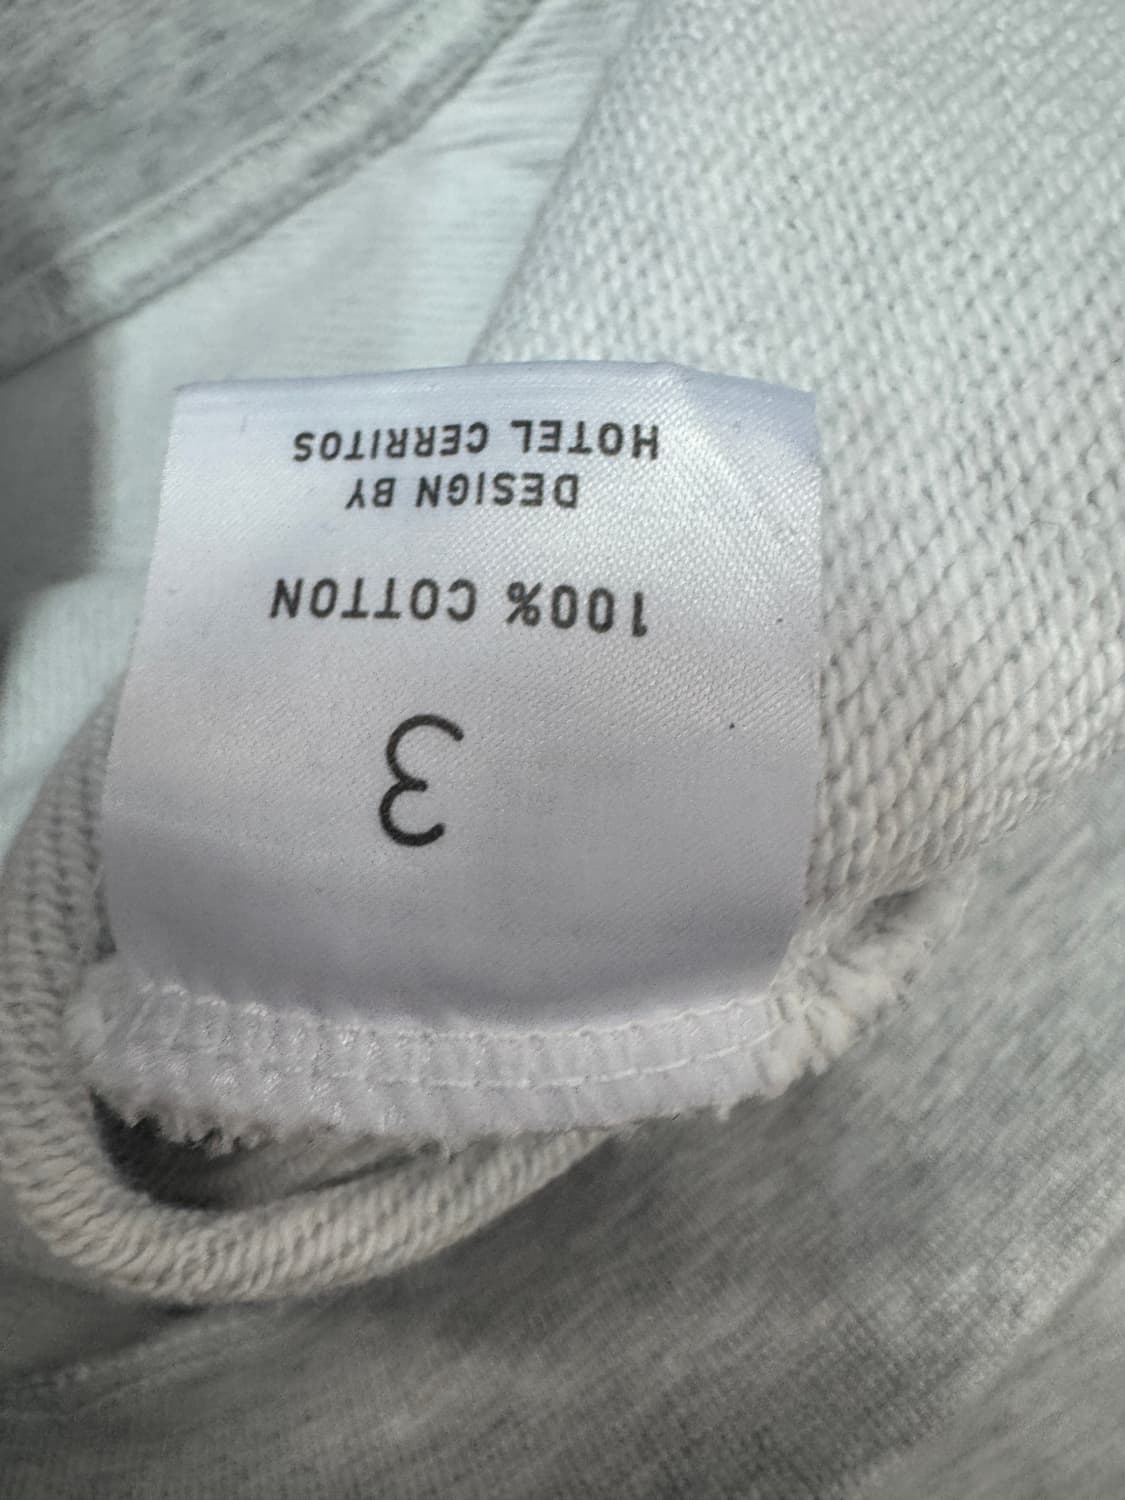 3
100% COTTON
DESIGN BY
HOTEL CERRITOS